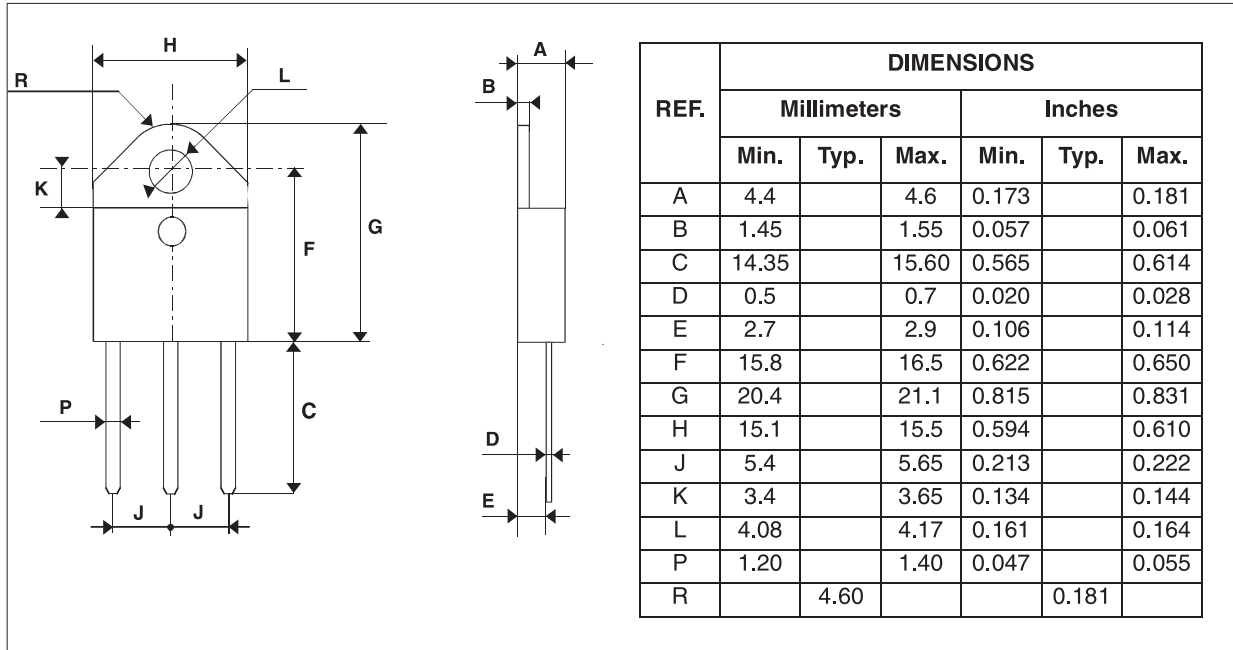 H
R
L
K
G
F
P
C
J J
A
B
D
E
REF. DIMENSIONS
Millimeters Inches
Min. Typ. Max. Min. Typ. Max.
A 4.4 4.6 0.173 0.181
B 1.45 1.55 0.057 0.061
C 14.35 15.60 0.565 0.614
D 0.5 0.7 0.020 0.028
E 2.7 2.9 0.106 0.114
F 15.8 16.5 0.622 0.650
G 20.4 21.1 0.815 0.831
H 15.1 15.5 0.594 0.610
J 5.4 5.65 0.213 0.222
K 3.4 3.65 0.134 0.144
L 4.08 4.17 0.161 0.164
P 1.20 1.40 0.047 0.055
R 4.60 0.181